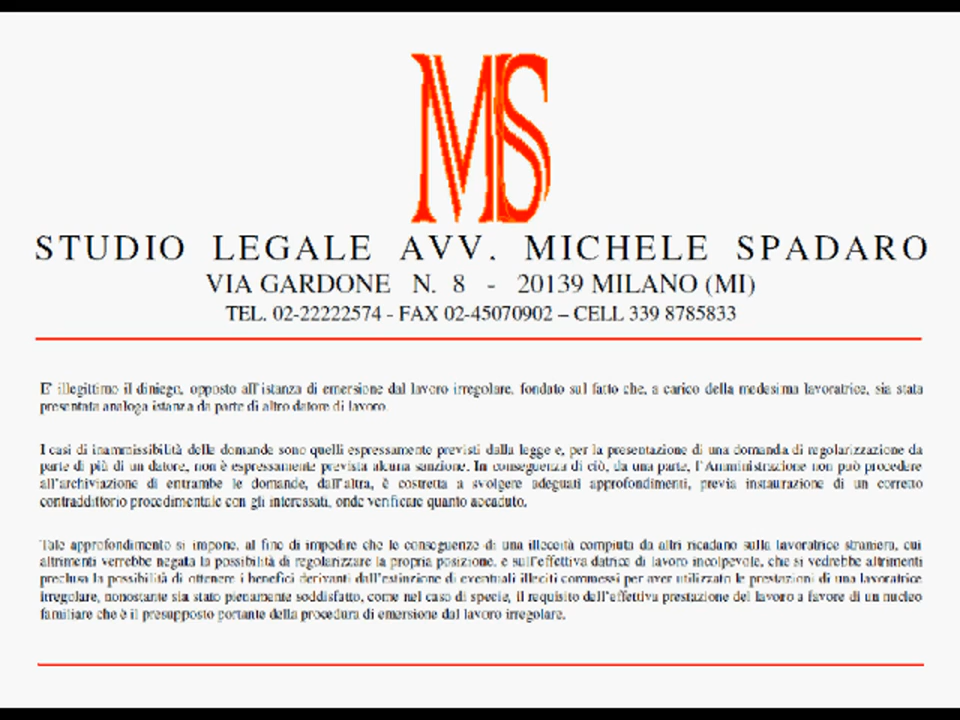 MS
STUDIO LEGALE AVV. MICHELE SPADARO
VIA GARDONE N. 8 - 20139 MILANO (MI)
TEL. 02-22222574 - FAX 02-45070902 – CELL 339 8785833
E' illegittimo il diniego, opposto all'istanza di emersione dal lavoro irregolare, fondato sul fatto che, a carico della medesima lavoratrice, sia stata
presentata analoga istanza da parte di altro datore di lavoro.
I casi di inammissibilità delle domande sono quelli espressamente previsti dalla legge e, per la presentazione di una domanda di regolarizzazione da
parte di più di un datore, non è espressamente prevista alcuna sanzione. In conseguenza di ciò, da una parte, l'Amministrazione non può procedere
all'archiviazione di entrambe le domande, dall'altra, è costretta a svolgere adeguati approfondimenti, previa instaurazione di un corretto
contraddittorio procedimentale con gli interessati, onde verificare quanto accaduto.
Tale approfondimento si impone, al fine di impedire che le conseguenze di una illeceità compiuta da altri ricadano sulla lavoratrice straniera, cui
altrimenti verrebbe negata la possibilità di regolarizzare la propria posizione, e sull'effettiva datrice di lavoro incolpevole, che si vedrebbe altrimenti
preclusa la possibilità di ottenere i benefici derivanti dall'estinzione di eventuali illeciti commessi per aver utilizzato le prestazioni di una lavoratrice
irregolare, nonostante sia stato pienamente soddisfatto, come nel caso di specie, il requisito dell'effettiva prestazione del lavoro a favore di un nucleo
familiare che è il presupposto portante della procedura di emersione dal lavoro irregolare.